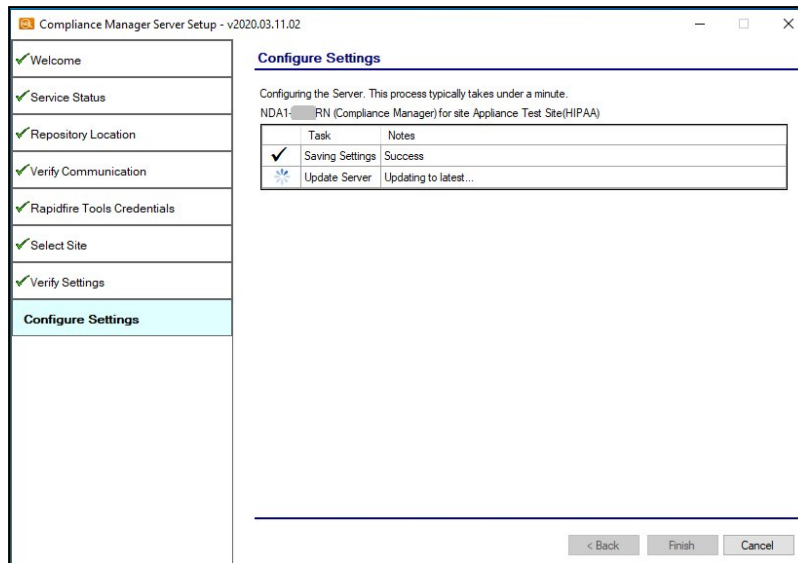 Compliance Manager Server Setup - v2020.03.11.02
Welcome
Service Status
Repository Location
Verify Communication
Rapidfire Tools Credentials
Select Site
Verify Settings
Configure Settings
Configure Settings
Configuring the Server. This process typically takes under a minute.
NDA1- RN (Compliance Manager) for site Appliance Test Site(HIPAA)
Task Notes
Saving Settings Success
Update Server Updating to latest...
< Back Finish Cancel